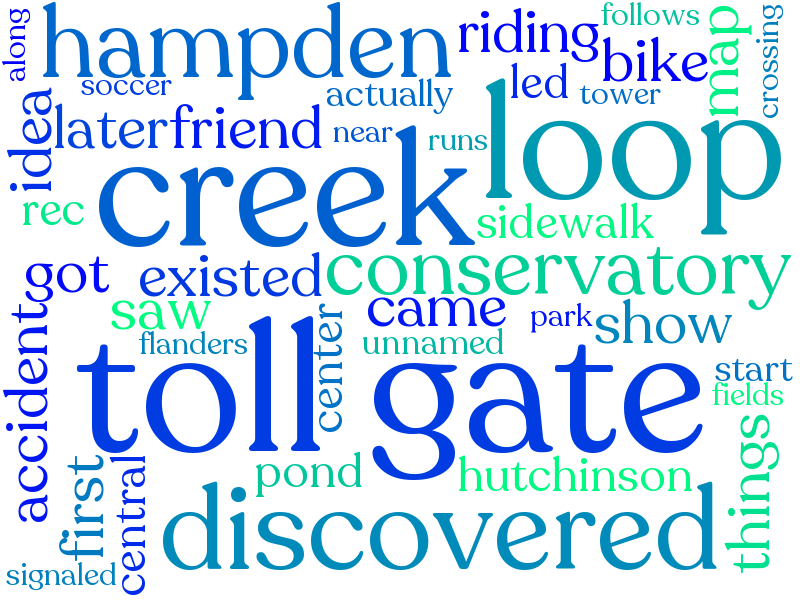 along
hampden
riding
follows
bike
map
crossing
soccer
led
tower
actually
idea
later
friend
near
runs
loop
creek
rec
sidewalk
got
existed
conservatory
saw
came
park
show
flanders
center
unnamed
accident
toll gate
start
fields
first
central
pond
hutchinson
things
discovered
signaled